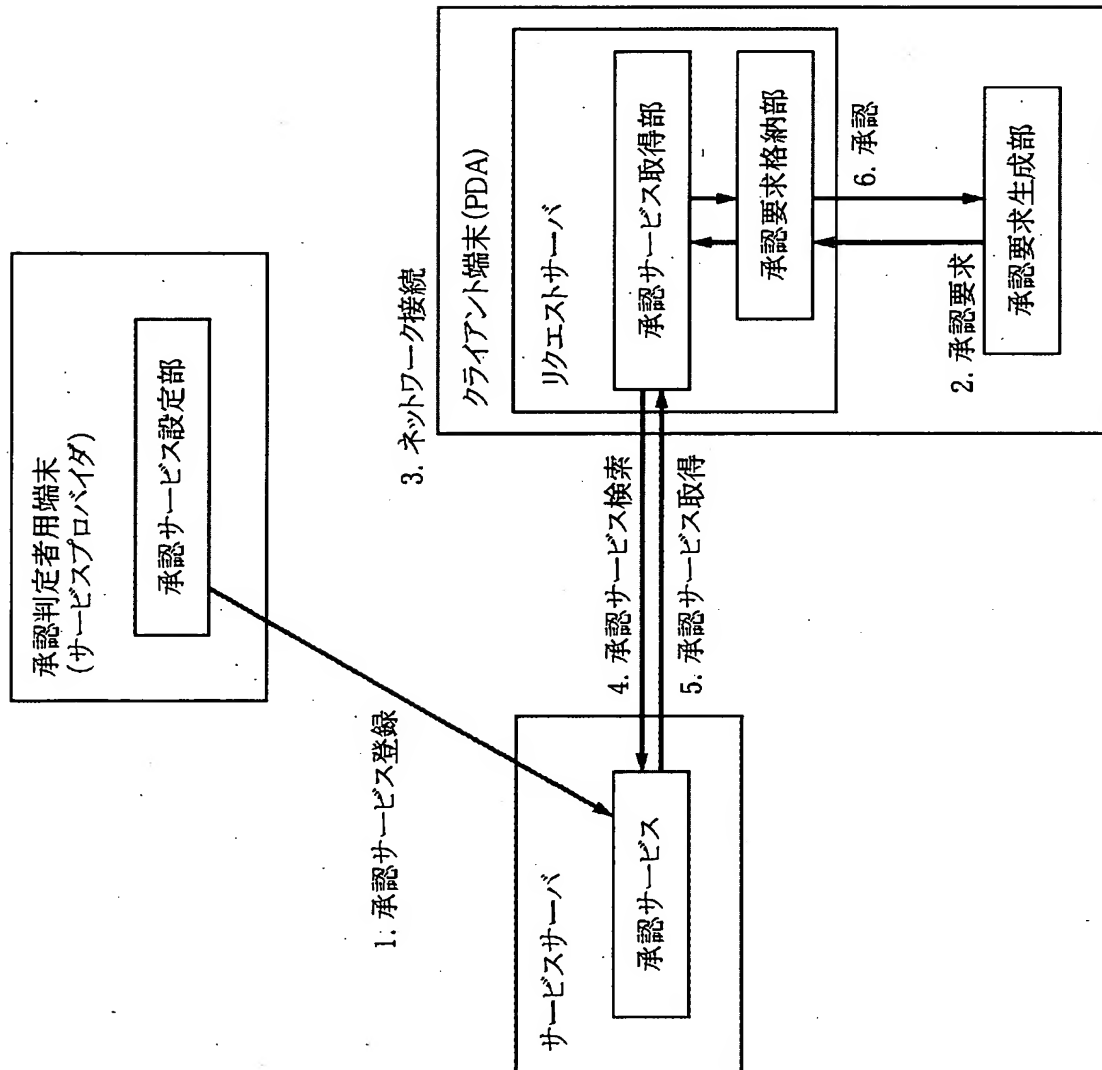 承認判定者用端末
(サービスプロバイダ)
承認サービス設定部
1. 承認サービス登録
サービスサーバ
承認サービス
3. ネットワーク接続
クライアント端末(PDA)
リクエストサーバ
承認サービス取得部
承認要求格納部
4. 承認サービス検索
5. 承認サービス取得
6. 承認
2. 承認要求
承認要求生成部